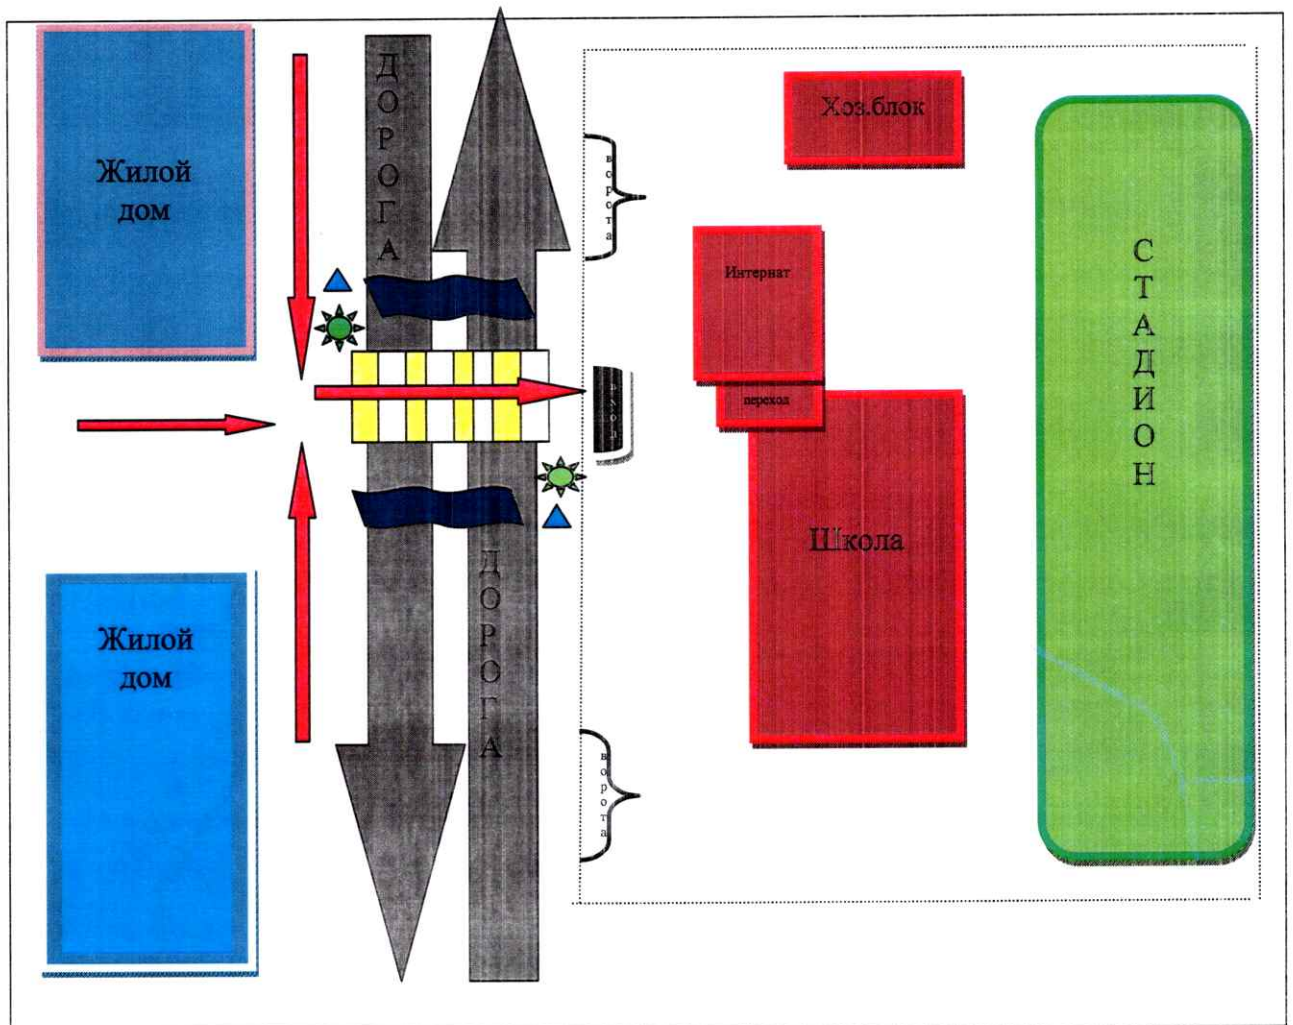 Жилой
дом
ДОРОГА
ворота
Хоз.блок
Интернат
переход
Школа
СТАДИОН
Жилой
дом
ДОРОГА
ворота